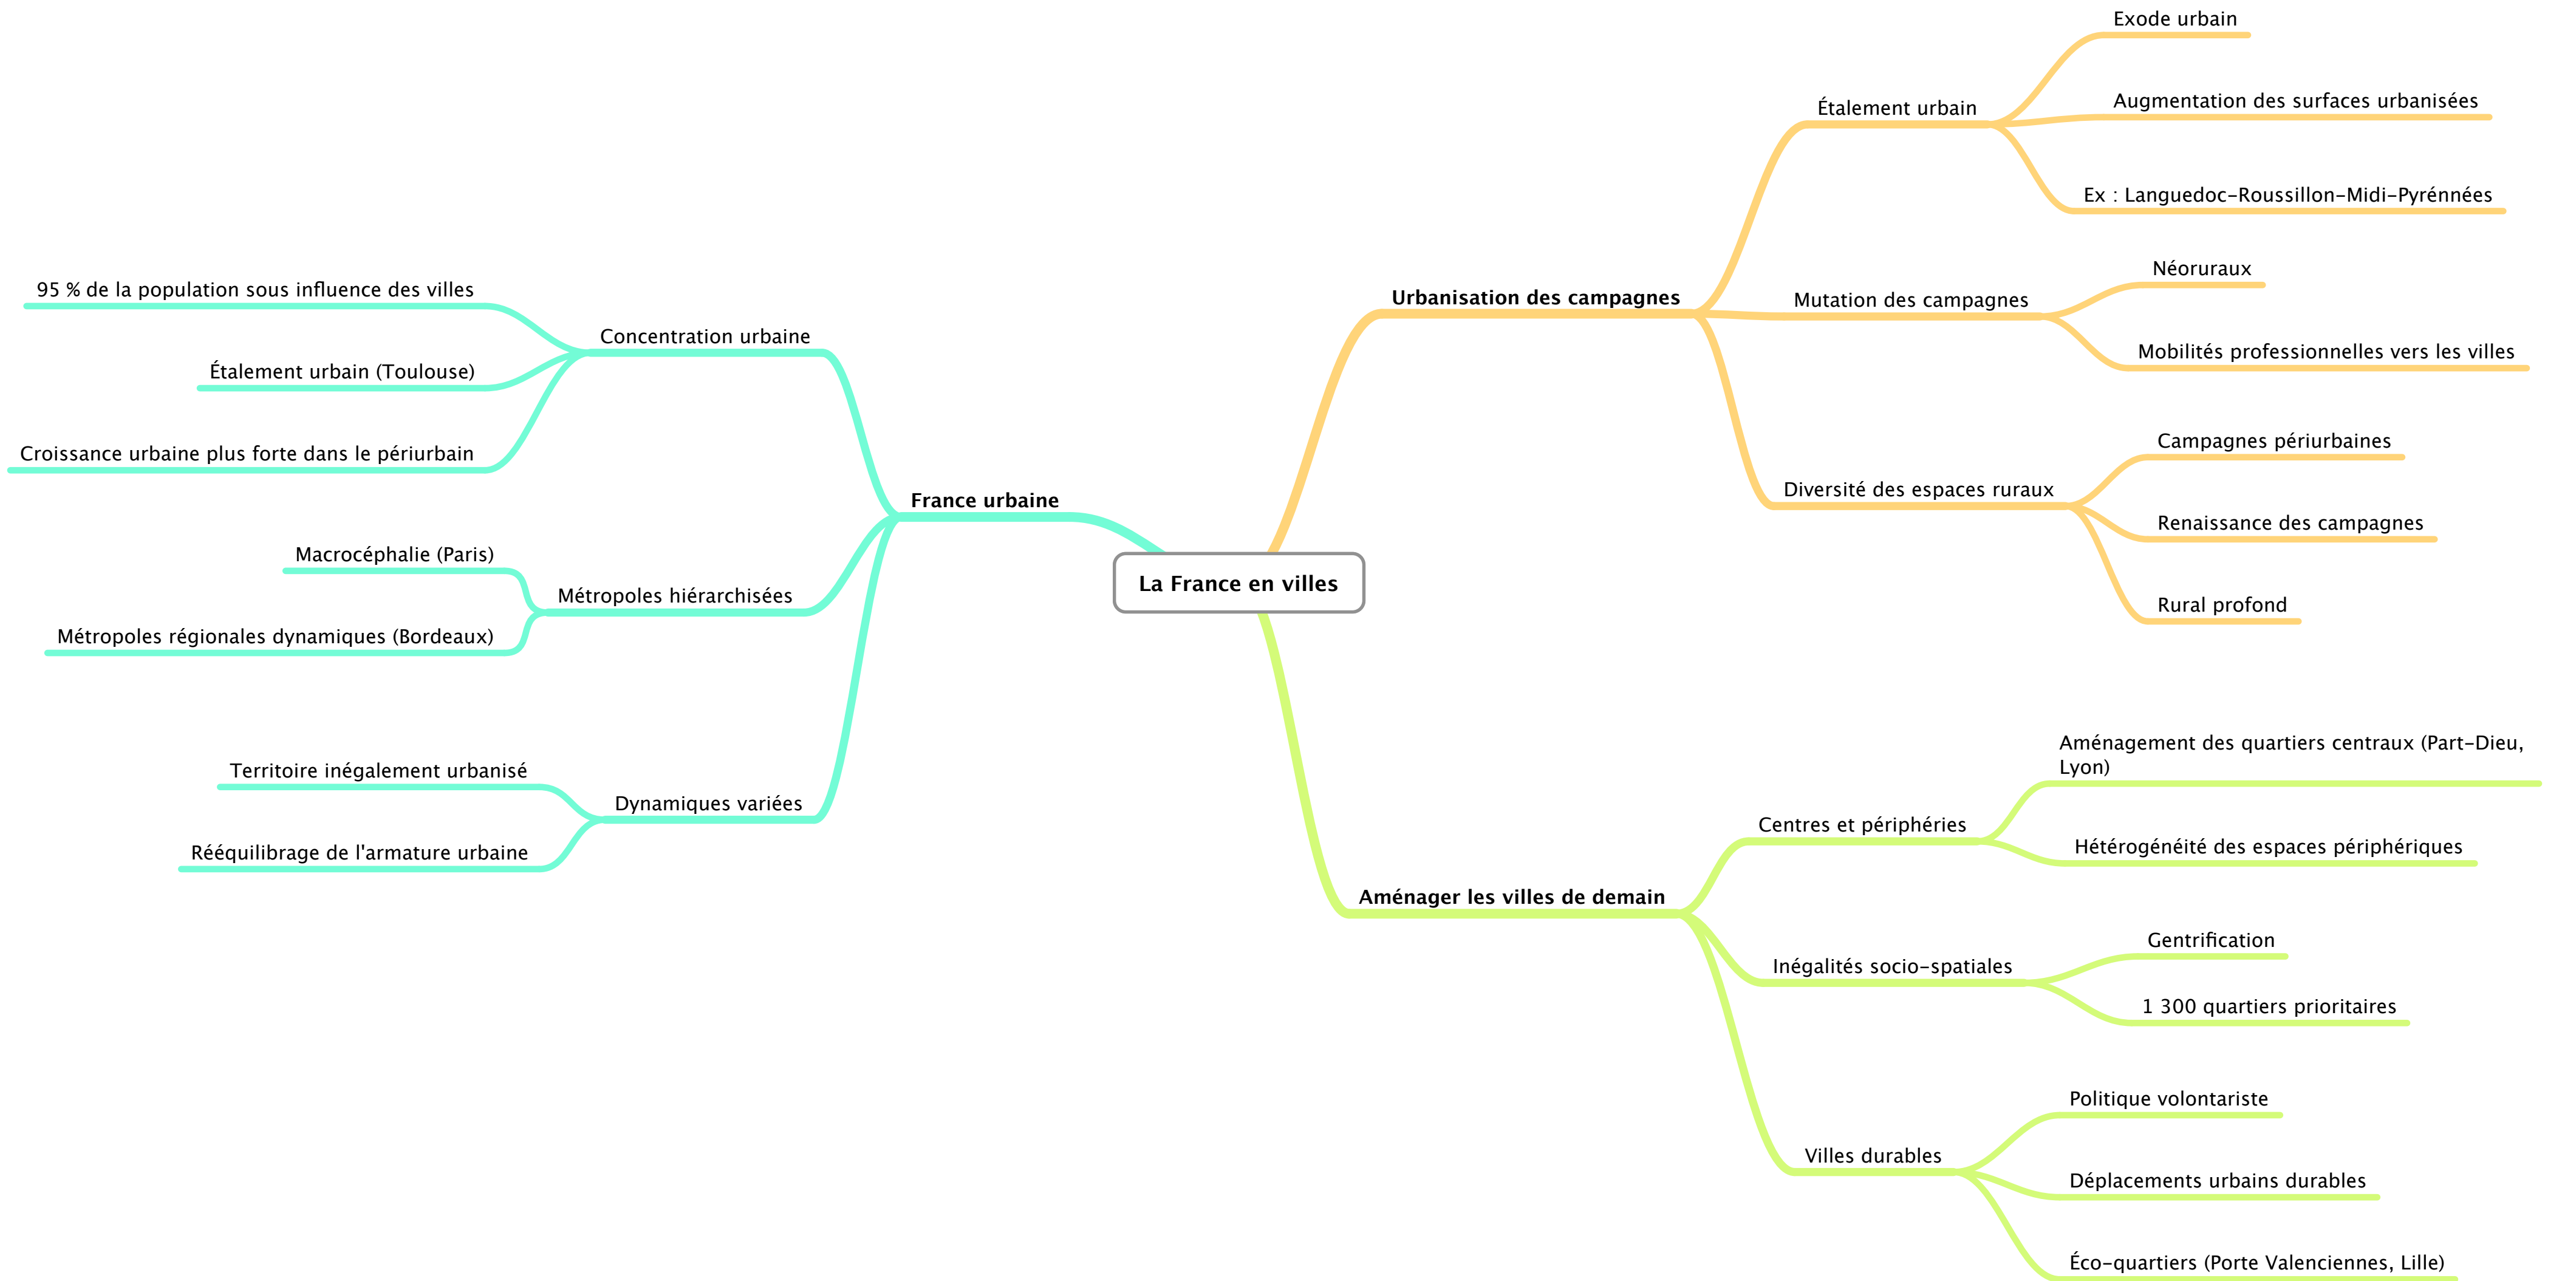 La France en villes
France urbaine
Concentration urbaine
95 % de la population sous influence des villes
Étalement urbain (Toulouse)
Croissance urbaine plus forte dans le périurbain
Métropoles hiérarchisées
Macrocéphalie (Paris)
Métropoles régionales dynamiques (Bordeaux)
Dynamiques variées
Territoire inégalement urbanisé
Rééquilibrage de l'armature urbaine
Urbanisation des campagnes
Étalement urbain
Exode urbain
Augmentation des surfaces urbanisées
Ex : Languedoc-Roussillon-Midi-Pyrénnées
Mutation des campagnes
Néoruraux
Mobilités professionnelles vers les villes
Diversité des espaces ruraux
Campagnes périurbaines
Renaissance des campagnes
Rural profond
Aménager les villes de demain
Centres et périphéries
Aménagement des quartiers centraux (Part-Dieu,
Lyon)
Hétérogénéité des espaces périphériques
Inégalités socio-spatiales
Gentrification
1 300 quartiers prioritaires
Villes durables
Politique volontariste
Déplacements urbains durables
Éco-quartiers (Porte Valenciennes, Lille)